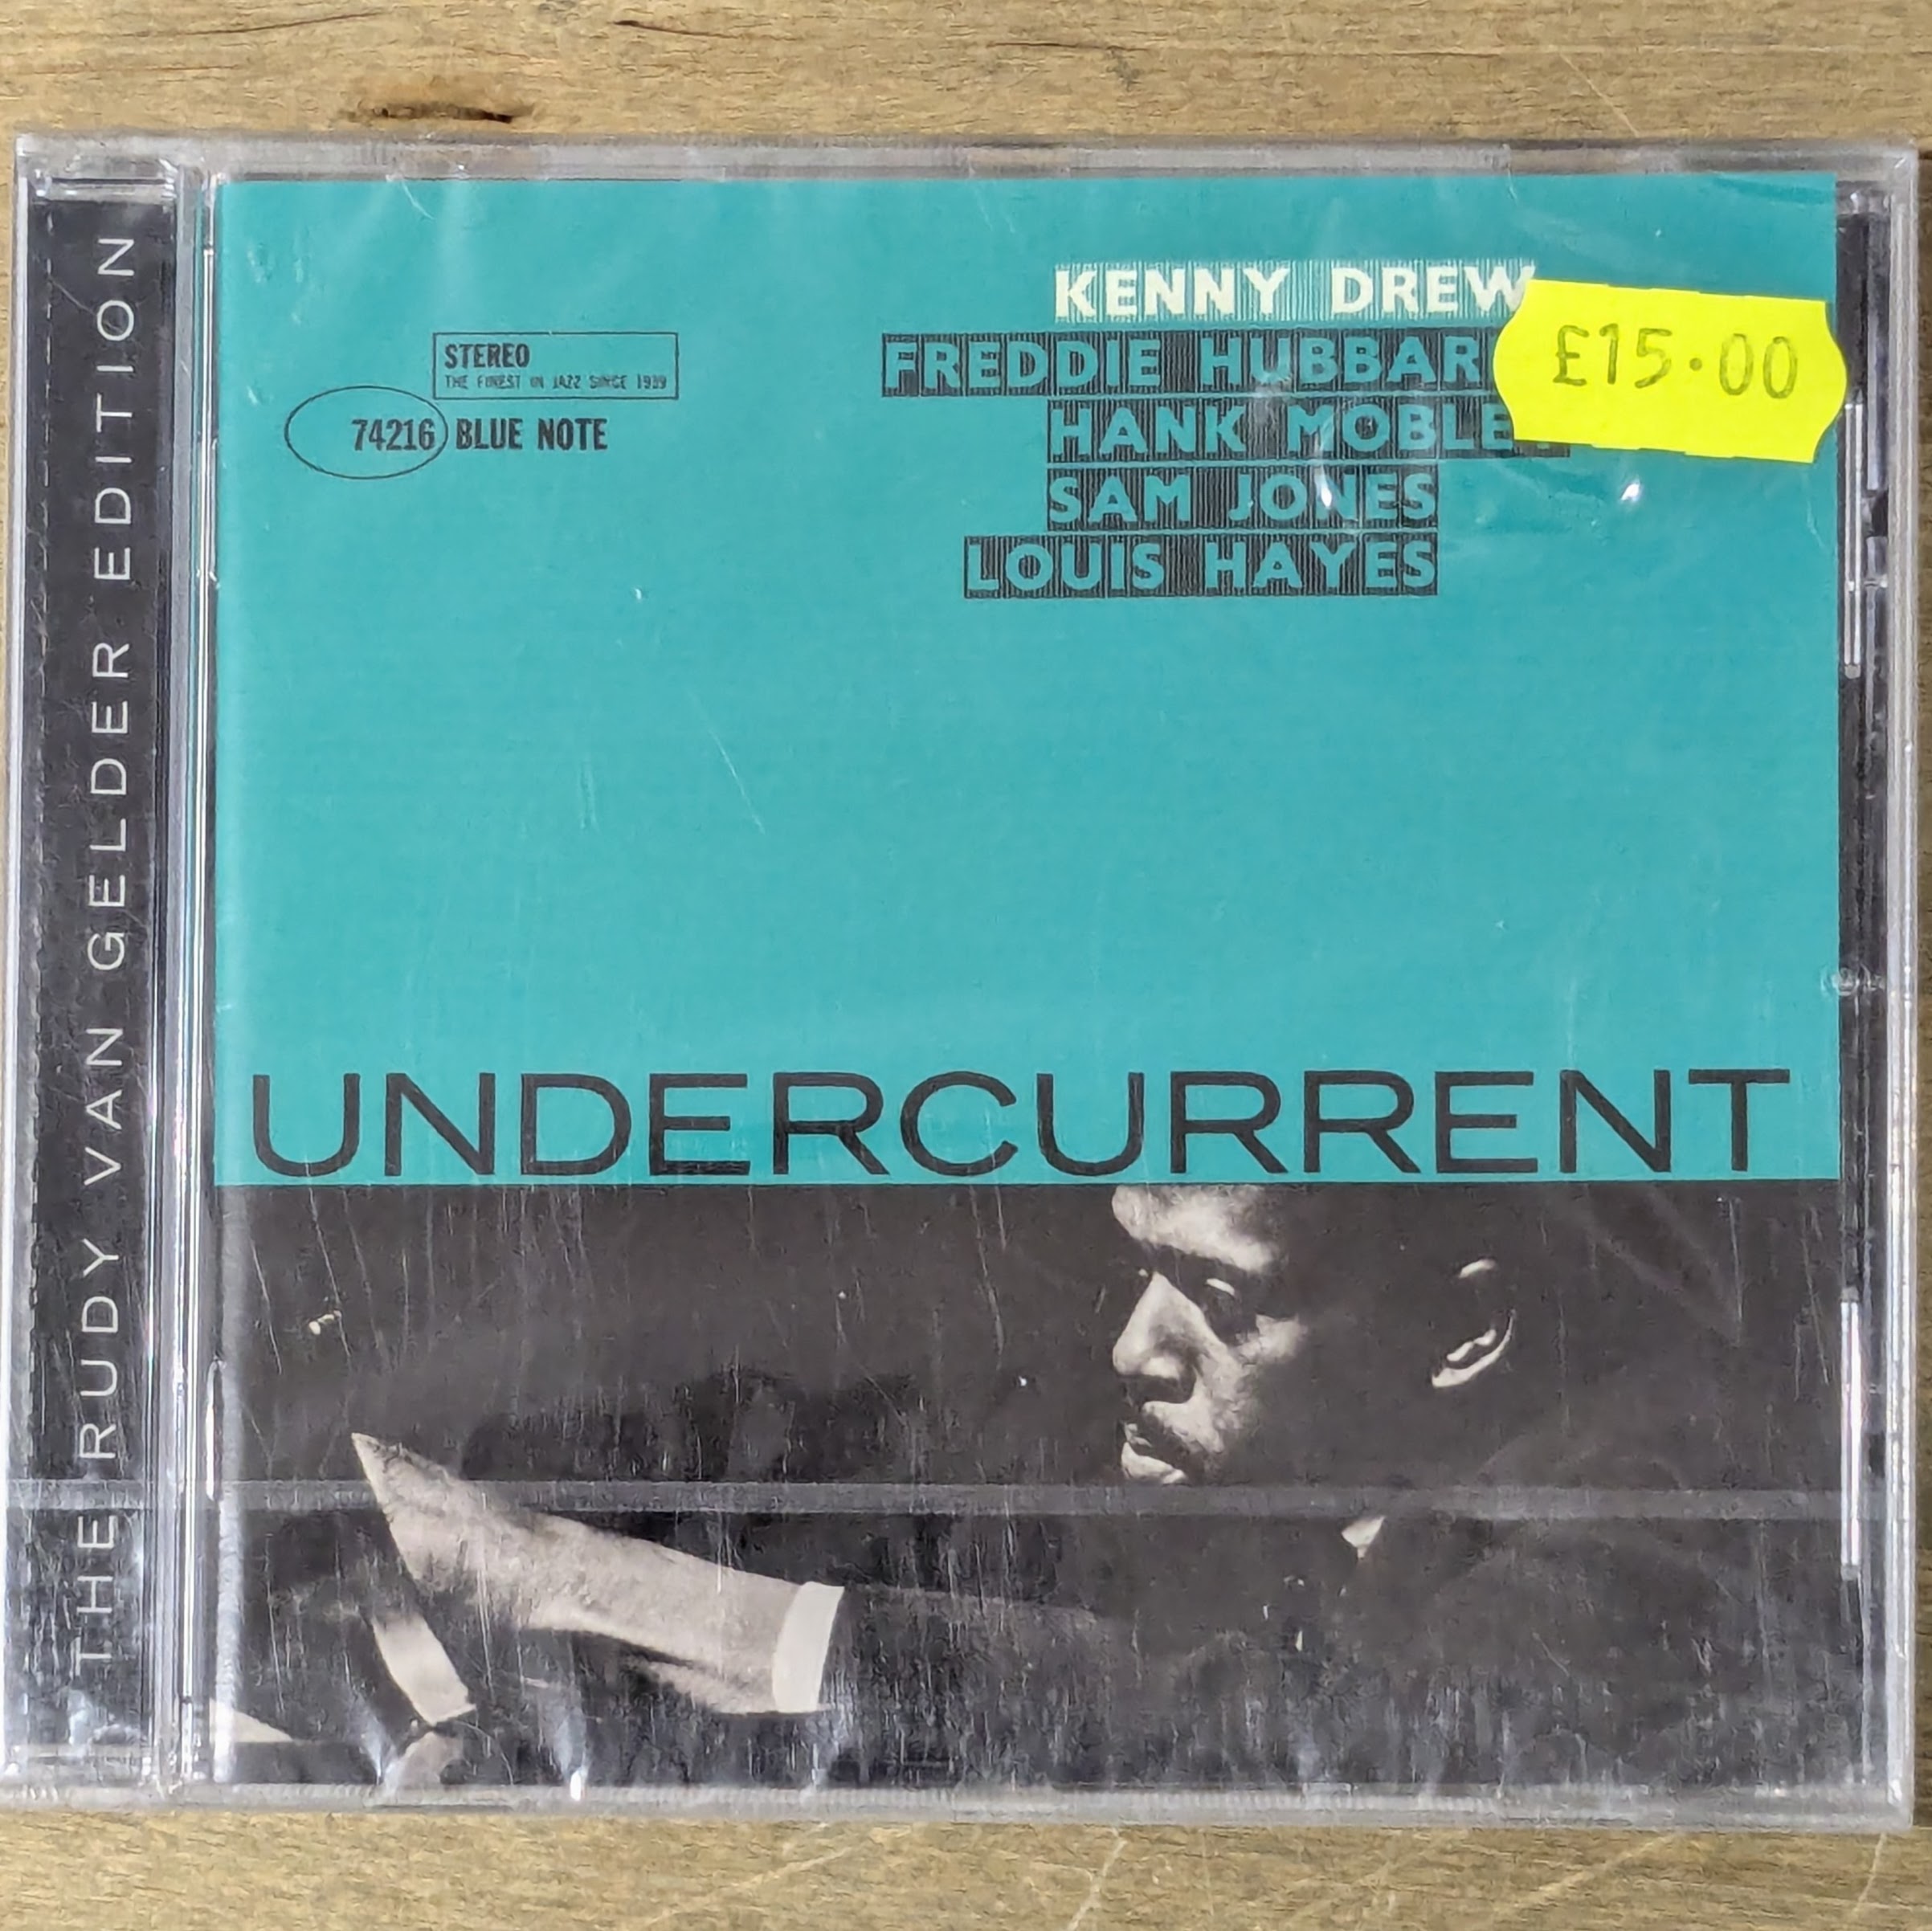 THE RUDY VAN GELDER EDITION
KENNY DREW
FREDDIE HUBBAR
HANK MOBLE
SAM JONES
LOUIS HAYES
£15.00
STEREO
THE FINEST IN JAZZ SINCE 1939
74216 BLUE NOTE
UNDERCURRENT